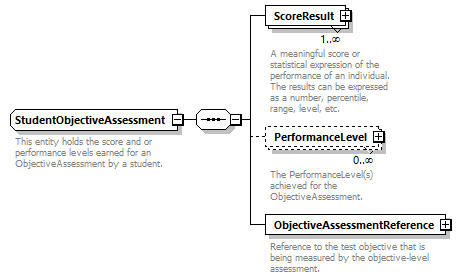 ScoreResult
1..∞
A meaningful score or
statistical expression of the
performance of an individual.
The results can be expressed
as a number, percentile,
range, level, etc.
StudentObjectiveAssessment
This entity holds the score and or
performance levels earned for an
ObjectiveAssessment by a student.
PerformanceLevel
0..∞
The PerformanceLevel(s)
achieved for the
ObjectiveAssessment.
ObjectiveAssessmentReference
Reference to the test objective that is
being measured by the objective-level
assessment.